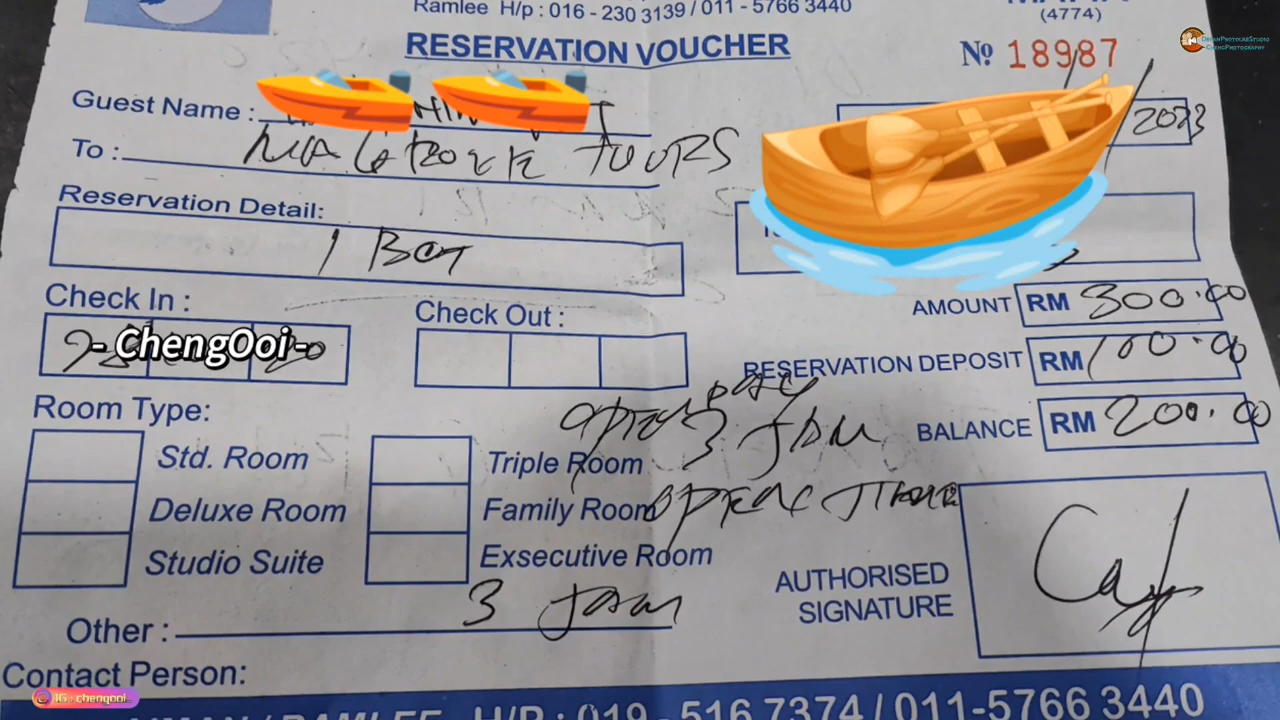 Ramlee H/p : 016 - 230 3139 / 011 - 5766 3440
(4774)
RESERVATION VOUCHER
Nº 18987
Guest Name :
2023
To : TOURS
Reservation Detail:
1 BOT
Check In :
Check Out :
- ChengOoi -
AMOUNT RM 300.00
RESERVATION DEPOSIT RM 100.00
BALANCE RM 200.00
3 JAM
Room Type:
Std. Room
Triple Room
Deluxe Room
Family Room
Studio Suite
Exsecutive Room
AUTHORISED
SIGNATURE
Other : 3 JAM
Contact Person:
IG : chengooi
RAMLEE H/P : 019 - 516 7374 / 011-5766 3440